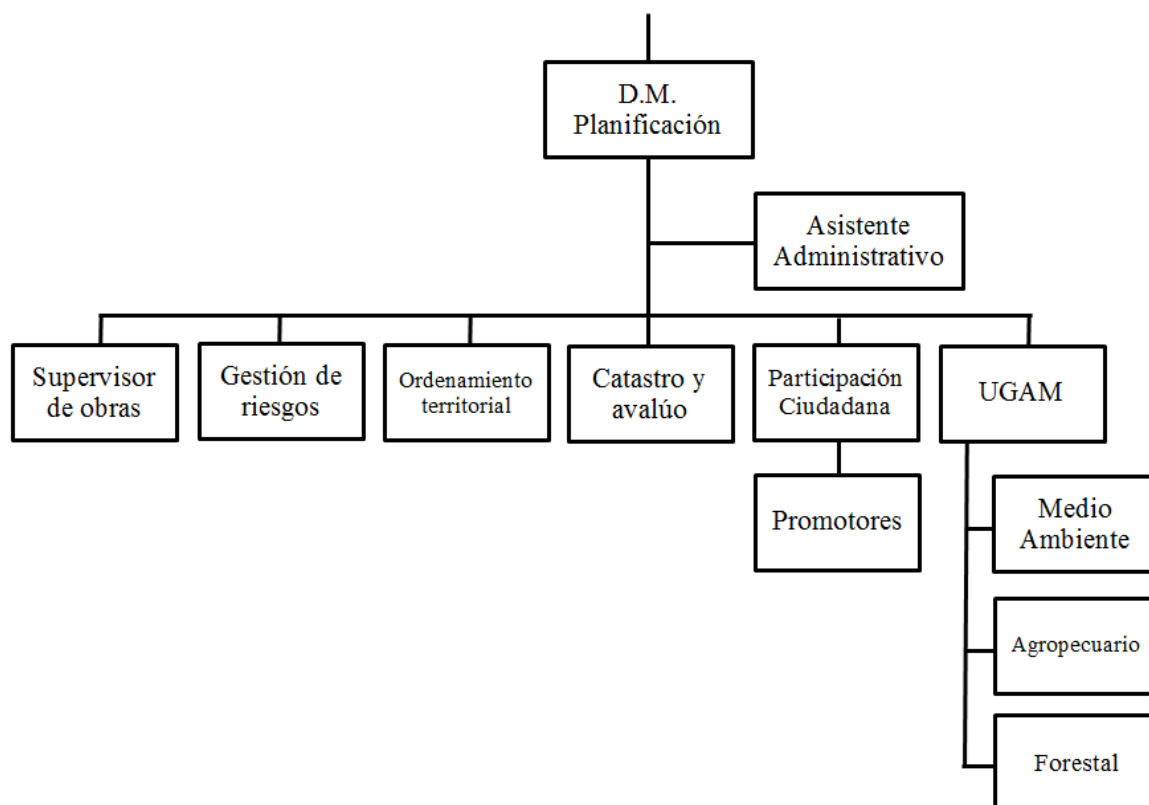 D.M.
Planificación
Asistente
Administrativo
Supervisor
de obras
Gestión de
riesgos
Ordenamiento
territorial
Catastro y
avalúo
Participación
Ciudadana
UGAM
Promotores
Medio
Ambiente
Agropecuario
Forestal